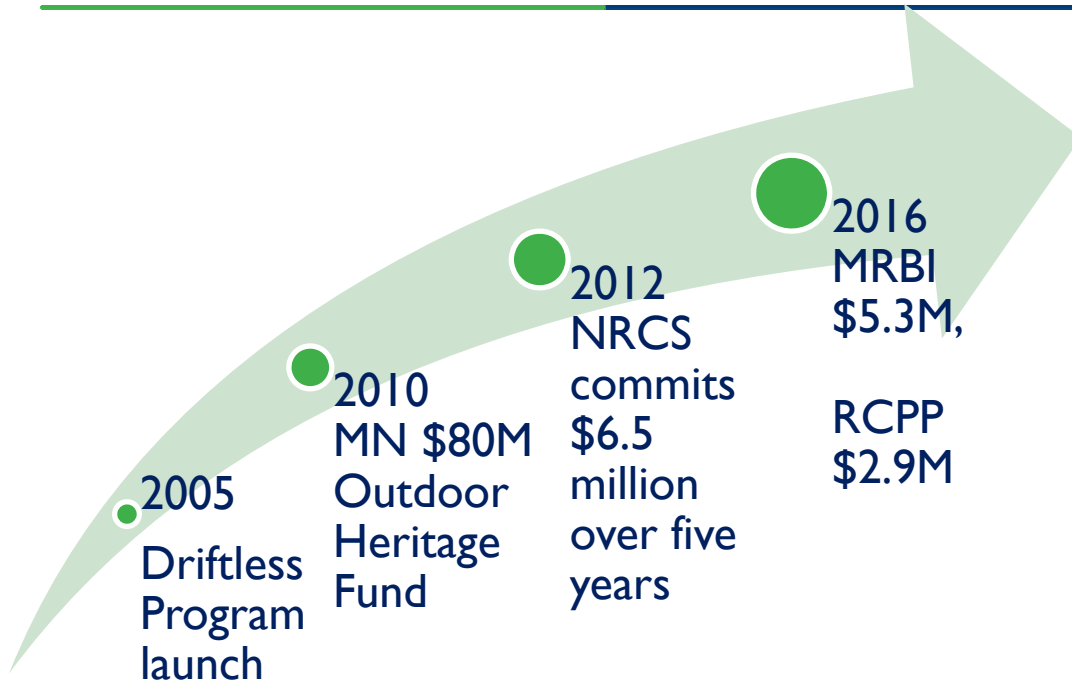 2005
Driftless
Program
launch
2010
MN $80M
Outdoor
Heritage
Fund
2012
NRCS
commits
$6.5
million
over five
years
2016
MRBI
$5.3M,
RCPP
$2.9M